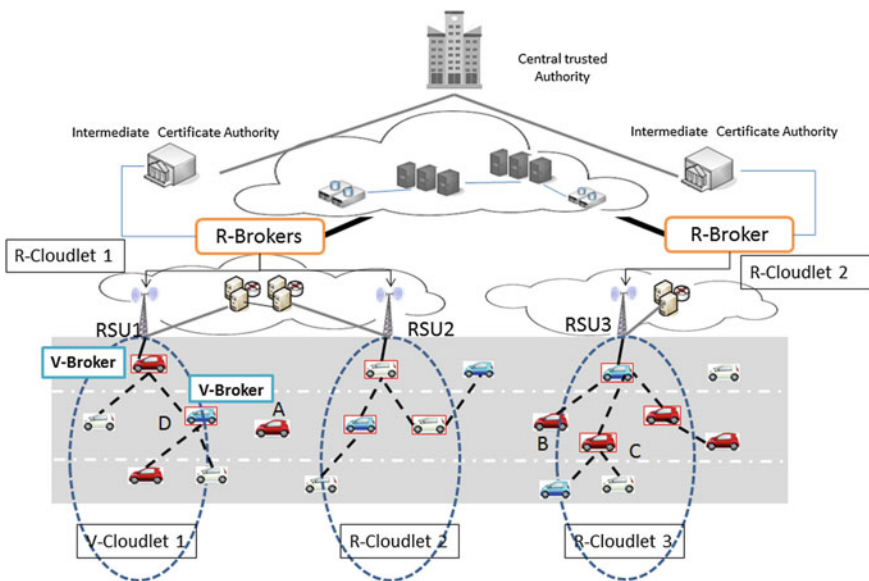 Central trusted
Authority
Intermediate Certificate Authority
Intermediate Certificate Authority
R-Brokers
R-Broker
R-Cloudlet 1
R-Cloudlet 2
RSU1
RSU2
RSU3
V-Broker
V-Broker
A
D
B
C
V-Cloudlet 1
R-Cloudlet 2
R-Cloudlet 3